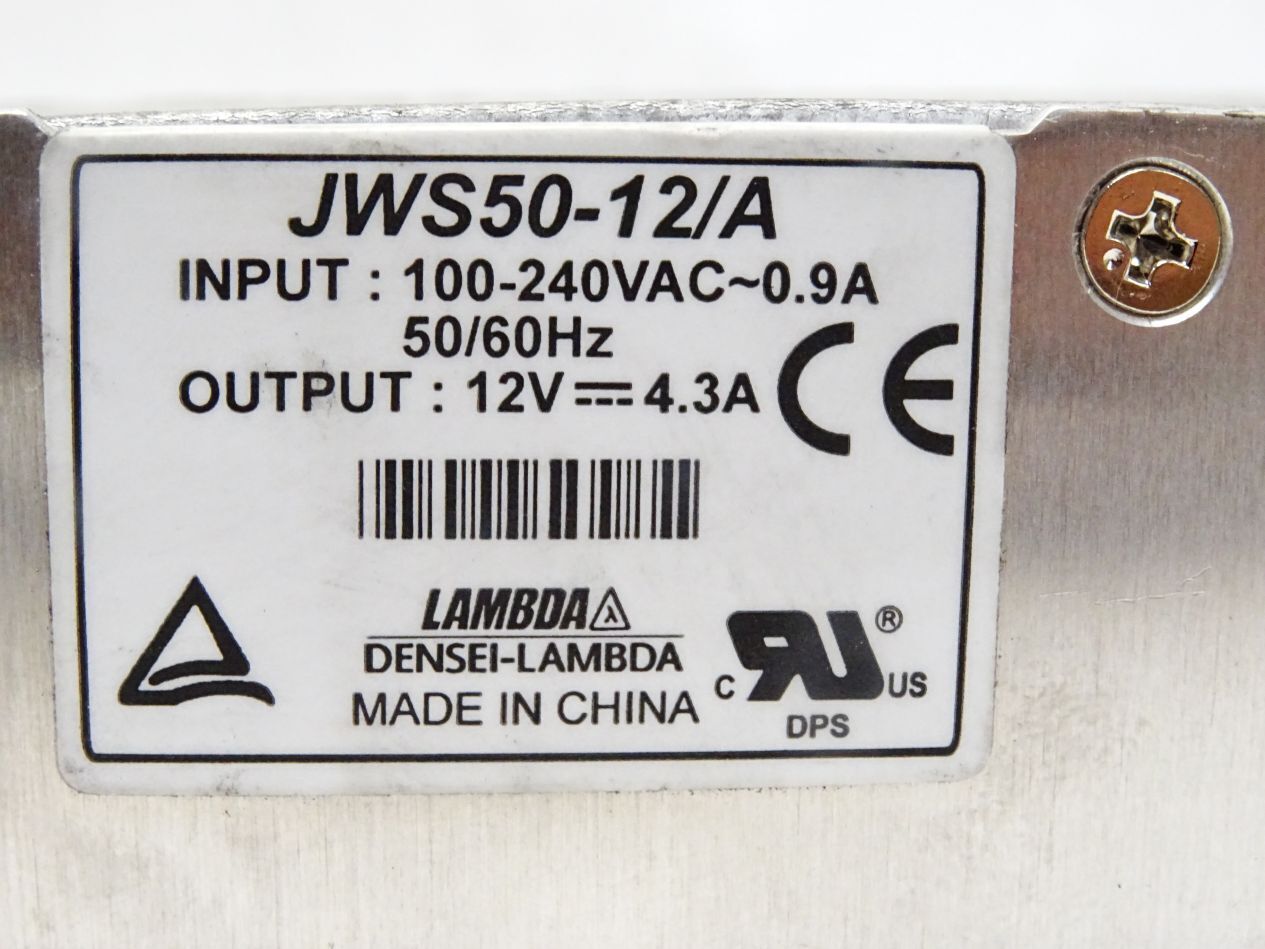 JWS50-12/A
INPUT : 100-240VAC~0.9A
50/60Hz
OUTPUT : 12V⎓4.3A
CE
LAMBDA
DENSEI-LAMBDA
MADE IN CHINA
C RU® US
DPS